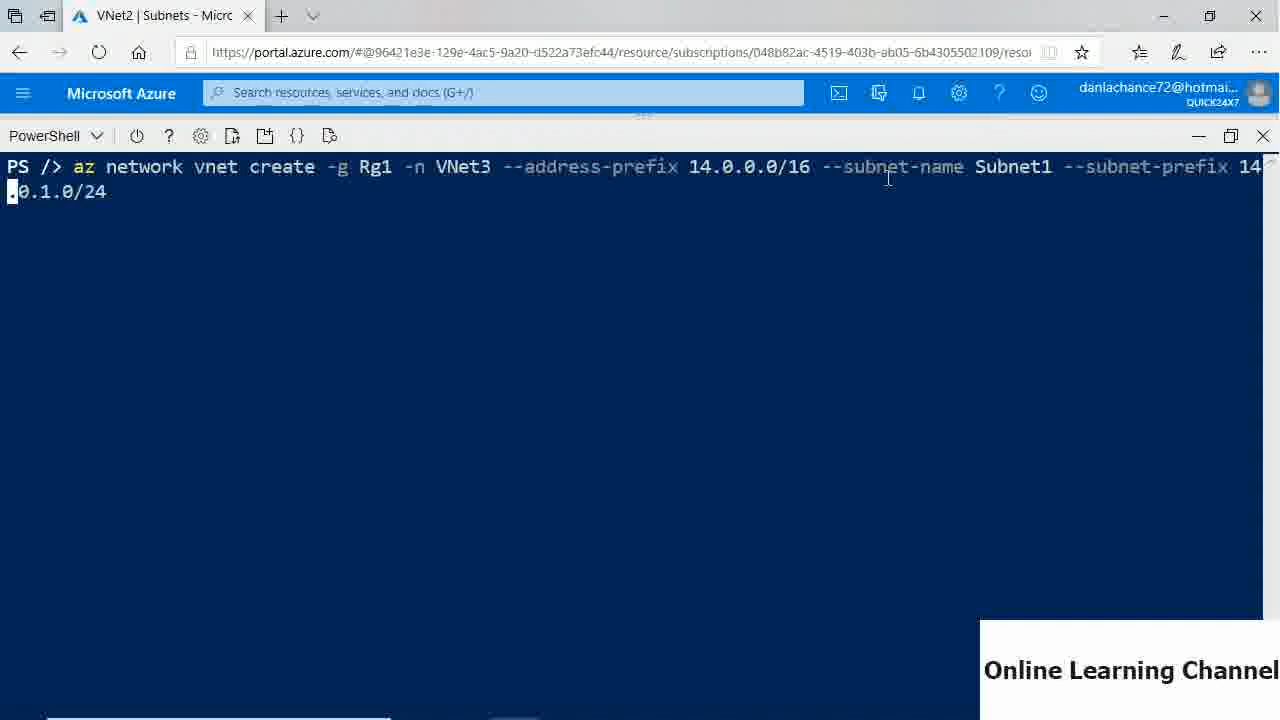 VNet2 | Subnets - Micro
https://portal.azure.com/#@96421e3e-129e-4ac5-9a20-d522a73efc44/resource/subscriptions/048b82ac-4519-403b-ab05-6b4305502109/resou
Microsoft Azure
Search resources, services, and docs (G+/)
danlachance72@hotmai...
QUICK24X7
PowerShell
PS /> az network vnet create -g Rg1 -n VNet3 --address-prefix 14.0.0.0/16 --subnet-name Subnet1 --subnet-prefix 14
.0.1.0/24
Online Learning Channel